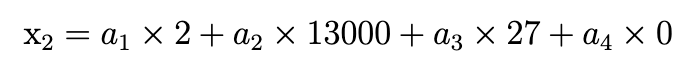 x₂ = a₁ × 2 + a₂ × 13000 + a₃ × 27 + a₄ × 0